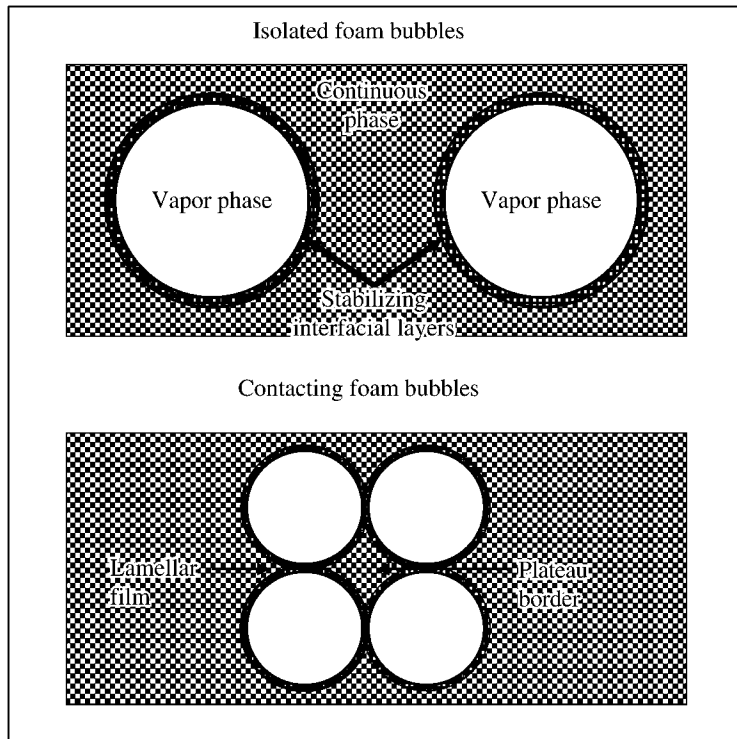 Isolated foam bubbles
Continuous
phase
Vapor phase
Vapor phase
Stabilizing
interfacial layers
Contacting foam bubbles
Lamellar
film
Plateau
border